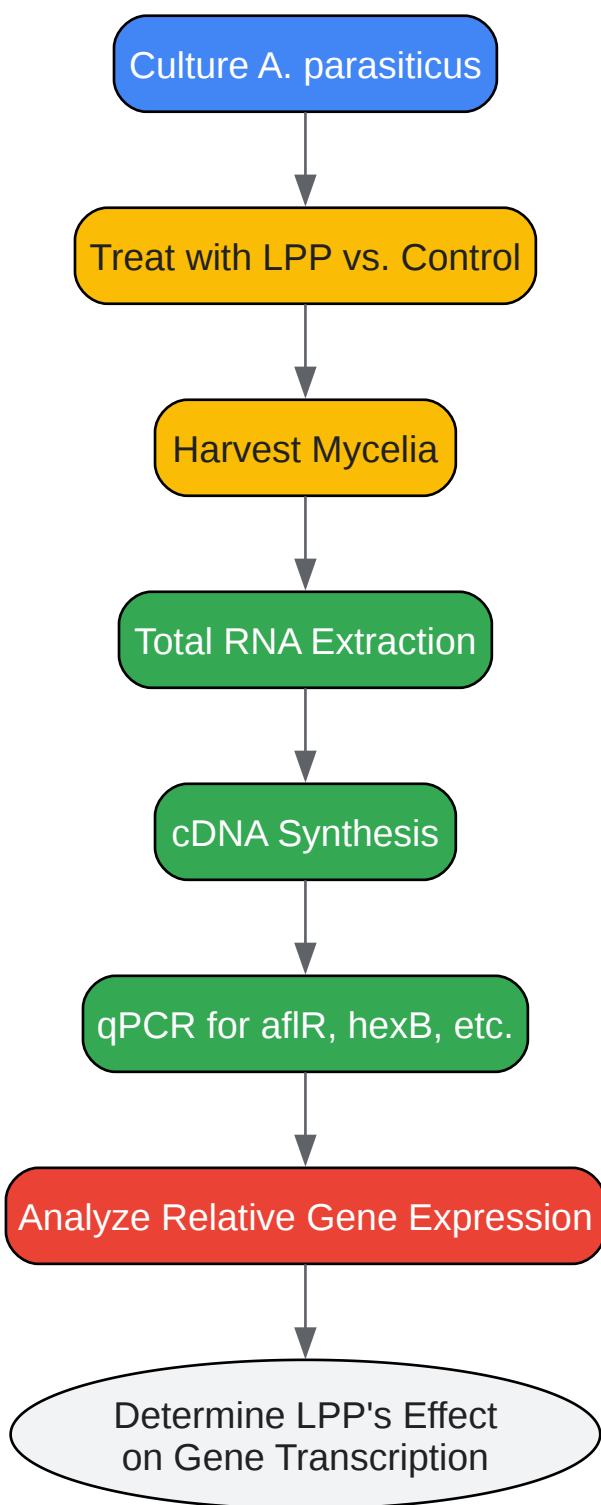 Culture A. parasiticus
Treat with LPP vs. Control
Harvest Mycelia
Total RNA Extraction
cDNA Synthesis
qPCR for aflR, hexB, etc.
Analyze Relative Gene Expression
Determine LPP's Effect
on Gene Transcription